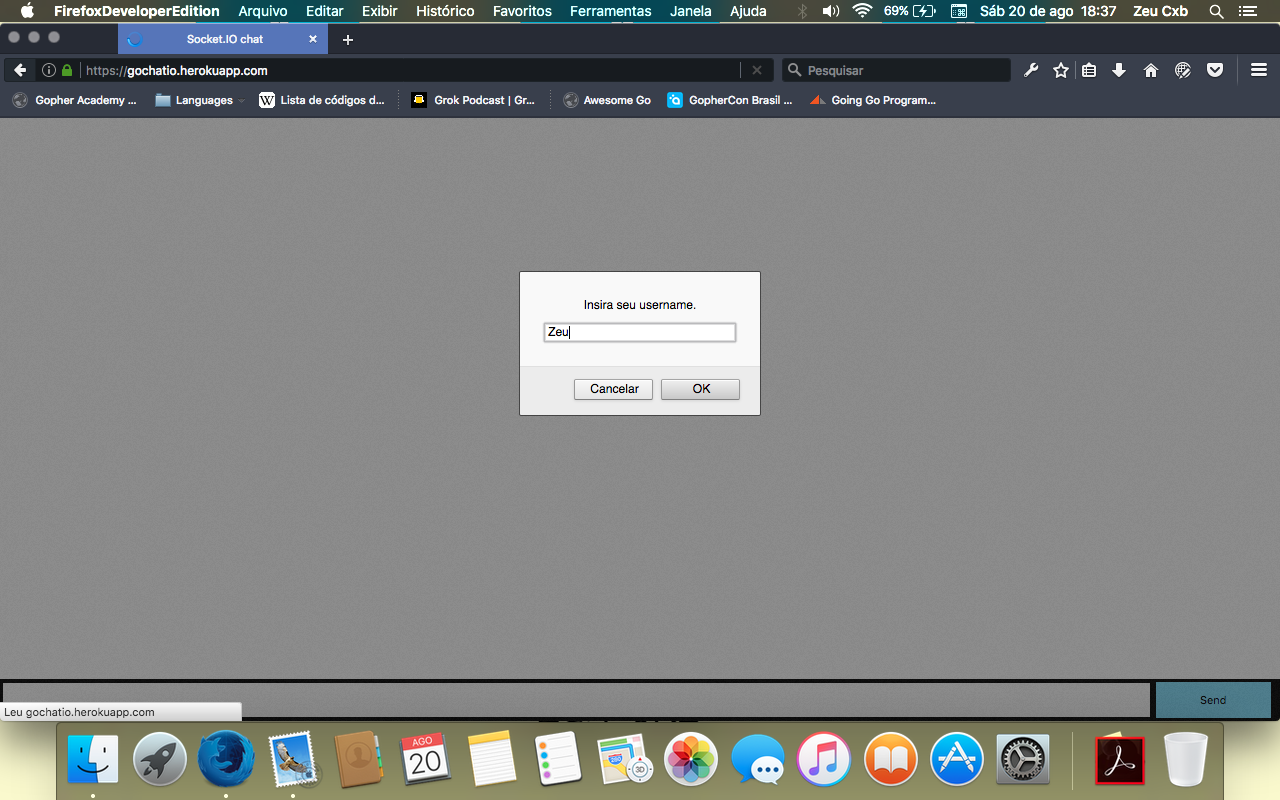 FirefoxDeveloperEdition Arquivo Editar Exibir Histórico Favoritos Ferramentas Janela Ajuda 69% Sáb 20 de ago 18:37 Zeu Cxb
Socket.IO chat
https://gochatio.herokuapp.com Pesquisar
Gopher Academy ... Languages W Lista de códigos d... Grok Podcast | Gr... Awesome Go GopherCon Brasil ... Going Go Program...
Insira seu username.
Zeu
Cancelar OK
Send
Leu gochatio.herokuapp.com
AGO
20
280
3D